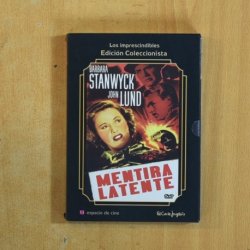 Los imprescindibles
Edición Coleccionista
BARBARA
STANWYCK
JOHN
LUND
MENTIRA
LATENTE
DVD
espacio de cine
El Corte Inglés